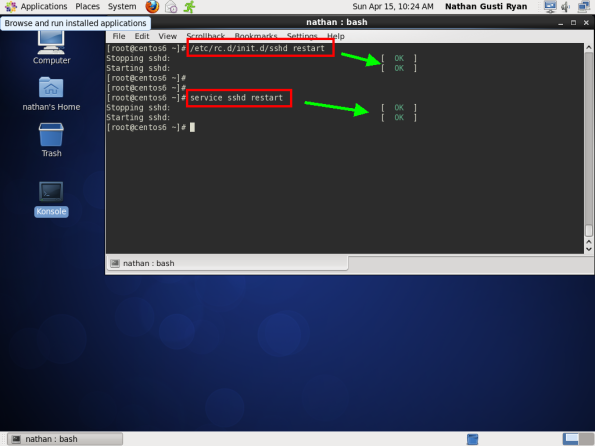 Applications Places System
Sun Apr 15, 10:24 AM Nathan Gusti Ryan
Browse and run installed applications
nathan : bash
File Edit View Scrollback Bookmarks Settings Help
[root@centos6 ~]# /etc/rc.d/init.d/sshd restart
Stopping sshd: [ OK ]
Starting sshd: [ OK ]
[root@centos6 ~]#
[root@centos6 ~]#
[root@centos6 ~]# service sshd restart
Stopping sshd: [ OK ]
Starting sshd: [ OK ]
[root@centos6 ~]#
Computer
nathan's Home
Trash
Konsole
nathan : bash
nathan : bash